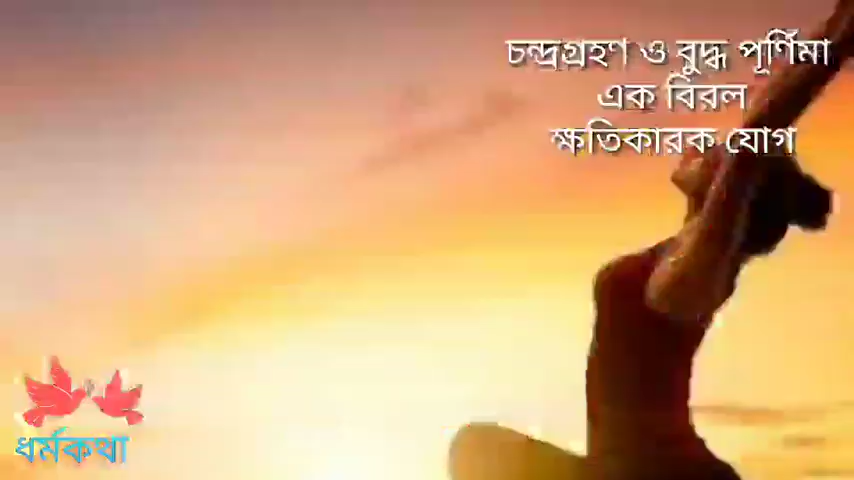 চন্দ্রগ্রহণ ও বুদ্ধ পূর্ণিমা
এক বিরল
ক্ষতিকারক যোগ
ধর্মকথা